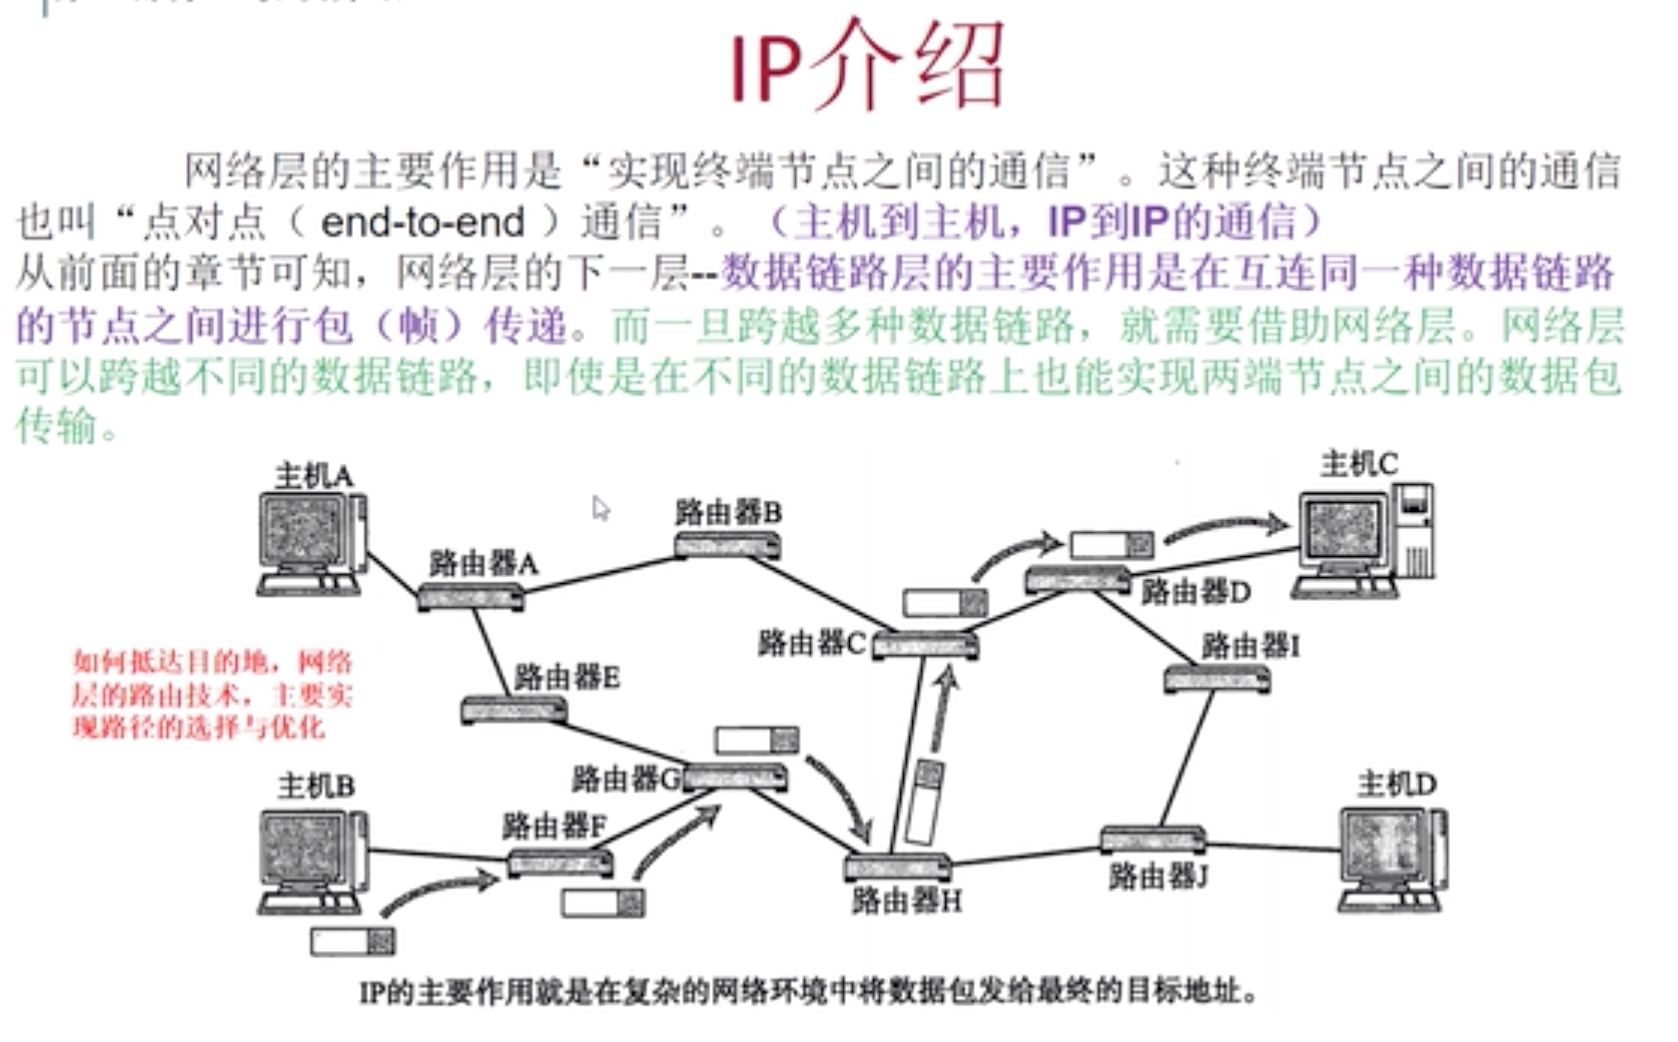 IP介绍
网络层的主要作用是“实现终端节点之间的通信”。这种终端节点之间的通信
也叫“点对点（ end-to-end ）通信”。（主机到主机，IP到IP的通信）
从前面的章节可知，网络层的下一层--数据链路层的主要作用是在互连同一种数据链路
的节点之间进行包（帧）传递。而一旦跨越多种数据链路，就需要借助网络层。网络层
可以跨越不同的数据链路，即使是在不同的数据链路上也能实现两端节点之间的数据包
传输。
主机A
路由器B
主机C
路由器A
路由器D
路由器C
路由器I
如何抵达目的地，网络
层的路由技术，主要实
现路径的选择与优化
路由器E
路由器G
主机B
主机D
路由器F
路由器J
路由器H
IP的主要作用就是在复杂的网络环境中将数据包发给最终的目标地址。